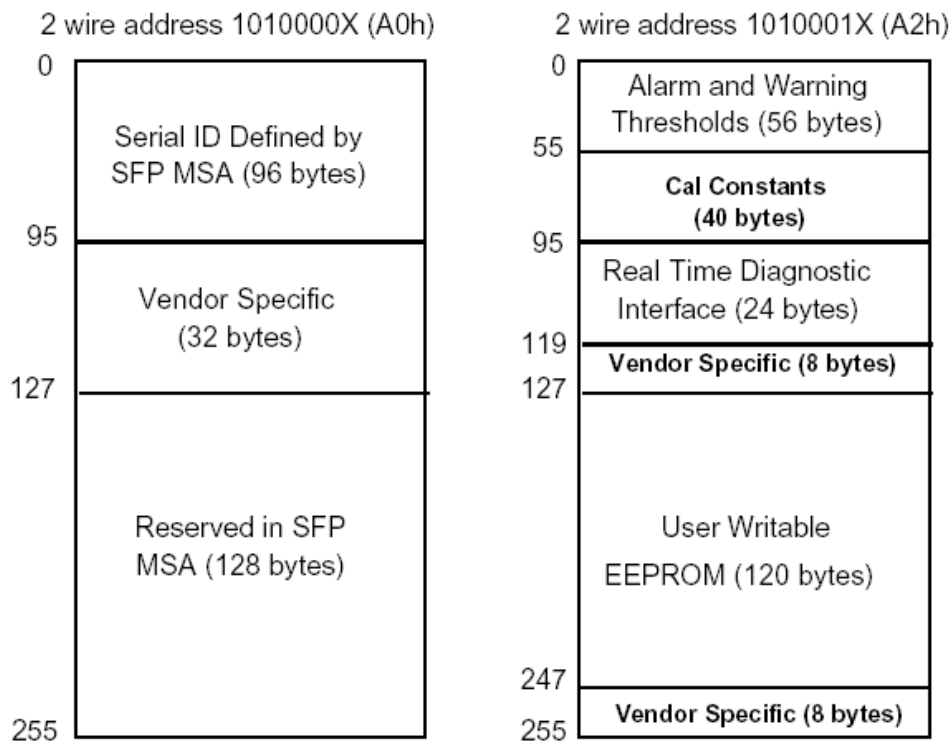 2 wire address 1010000X (A0h)
0
Serial ID Defined by
SFP MSA (96 bytes)
95
Vendor Specific
(32 bytes)
127
Reserved in SFP
MSA (128 bytes)
255
2 wire address 1010001X (A2h)
0
Alarm and Warning
Thresholds (56 bytes)
55
Cal Constants
(40 bytes)
95
Real Time Diagnostic
Interface (24 bytes)
119
Vendor Specific (8 bytes)
127
User Writable
EEPROM (120 bytes)
247
Vendor Specific (8 bytes)
255